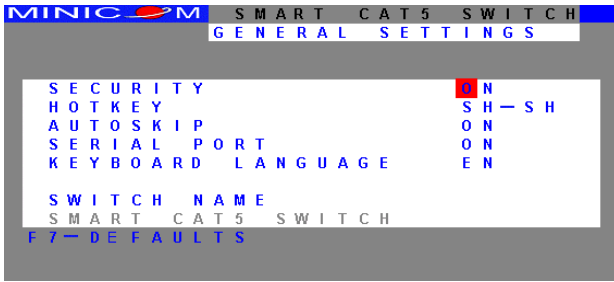 MINICOM SMART CAT5 SWITCH
GENERAL SETTINGS
SECURITY ON
HOTKEY SH-SH
AUTOSKIP ON
SERIAL PORT ON
KEYBOARD LANGUAGE EN
SWITCH NAME
SMART CAT5 SWITCH
F7-DEFAULTS